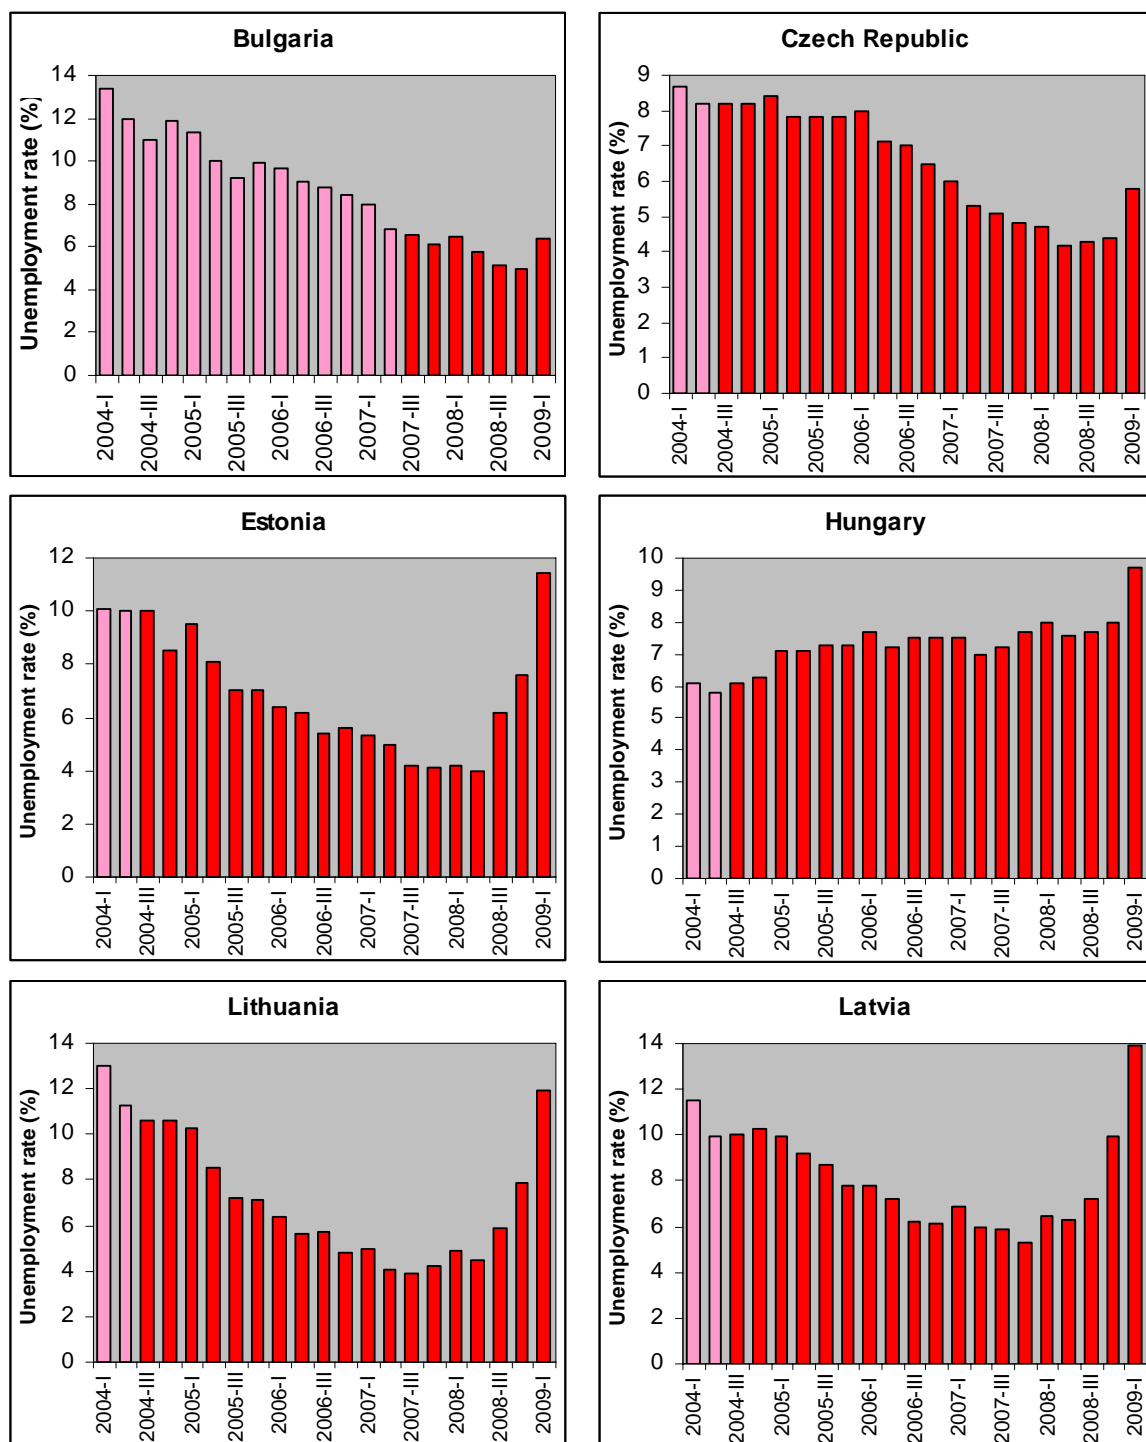 Bulgaria
Unemployment rate (%)
14
12
10
8
6
4
2
0
2004-I
2004-III
2005-I
2005-III
2006-I
2006-III
2007-I
2007-III
2008-I
2008-III
2009-I
Czech Republic
Unemployment rate (%)
9
8
7
6
5
4
3
2
1
0
2004-I
2004-III
2005-I
2005-III
2006-I
2006-III
2007-I
2007-III
2008-I
2008-III
2009-I
Estonia
Unemployment rate (%)
12
10
8
6
4
2
0
2004-I
2004-III
2005-I
2005-III
2006-I
2006-III
2007-I
2007-III
2008-I
2008-III
2009-I
Hungary
Unemployment rate (%)
10
9
8
7
6
5
4
3
2
1
0
2004-I
2004-III
2005-I
2005-III
2006-I
2006-III
2007-I
2007-III
2008-I
2008-III
2009-I
Lithuania
Unemployment rate (%)
14
12
10
8
6
4
2
0
2004-I
2004-III
2005-I
2005-III
2006-I
2006-III
2007-I
2007-III
2008-I
2008-III
2009-I
Latvia
Unemployment rate (%)
14
12
10
8
6
4
2
0
2004-I
2004-III
2005-I
2005-III
2006-I
2006-III
2007-I
2007-III
2008-I
2008-III
2009-I